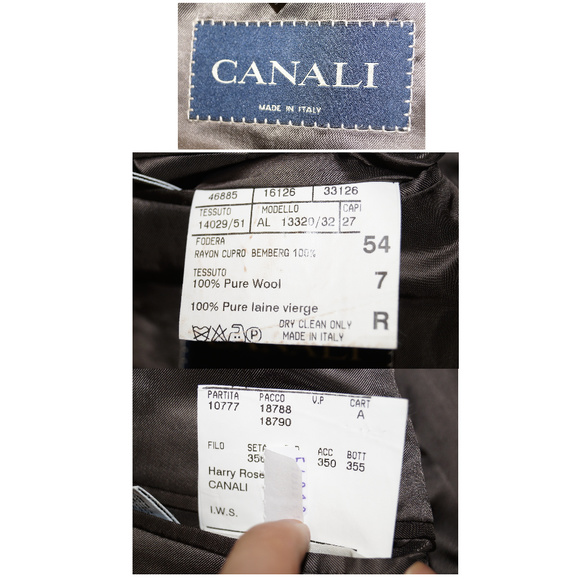 CANALI
MADE IN ITALY
46885 16126 33126
TESSUTO MODELLO CAPI
14029/51 AL 13320/32 27
FODERA
RAYON CUPRO BEMBERG 100%
54
TESSUTO
100% Pure Wool
7
100% Pure laine vierge
R
DRY CLEAN ONLY
P MADE IN ITALY
PARTITA PACCO V.P CART
10777 18788 A
18790
FILO SETA ACC BOTT
350 355
Harry Rose
CANALI
I.W.S.